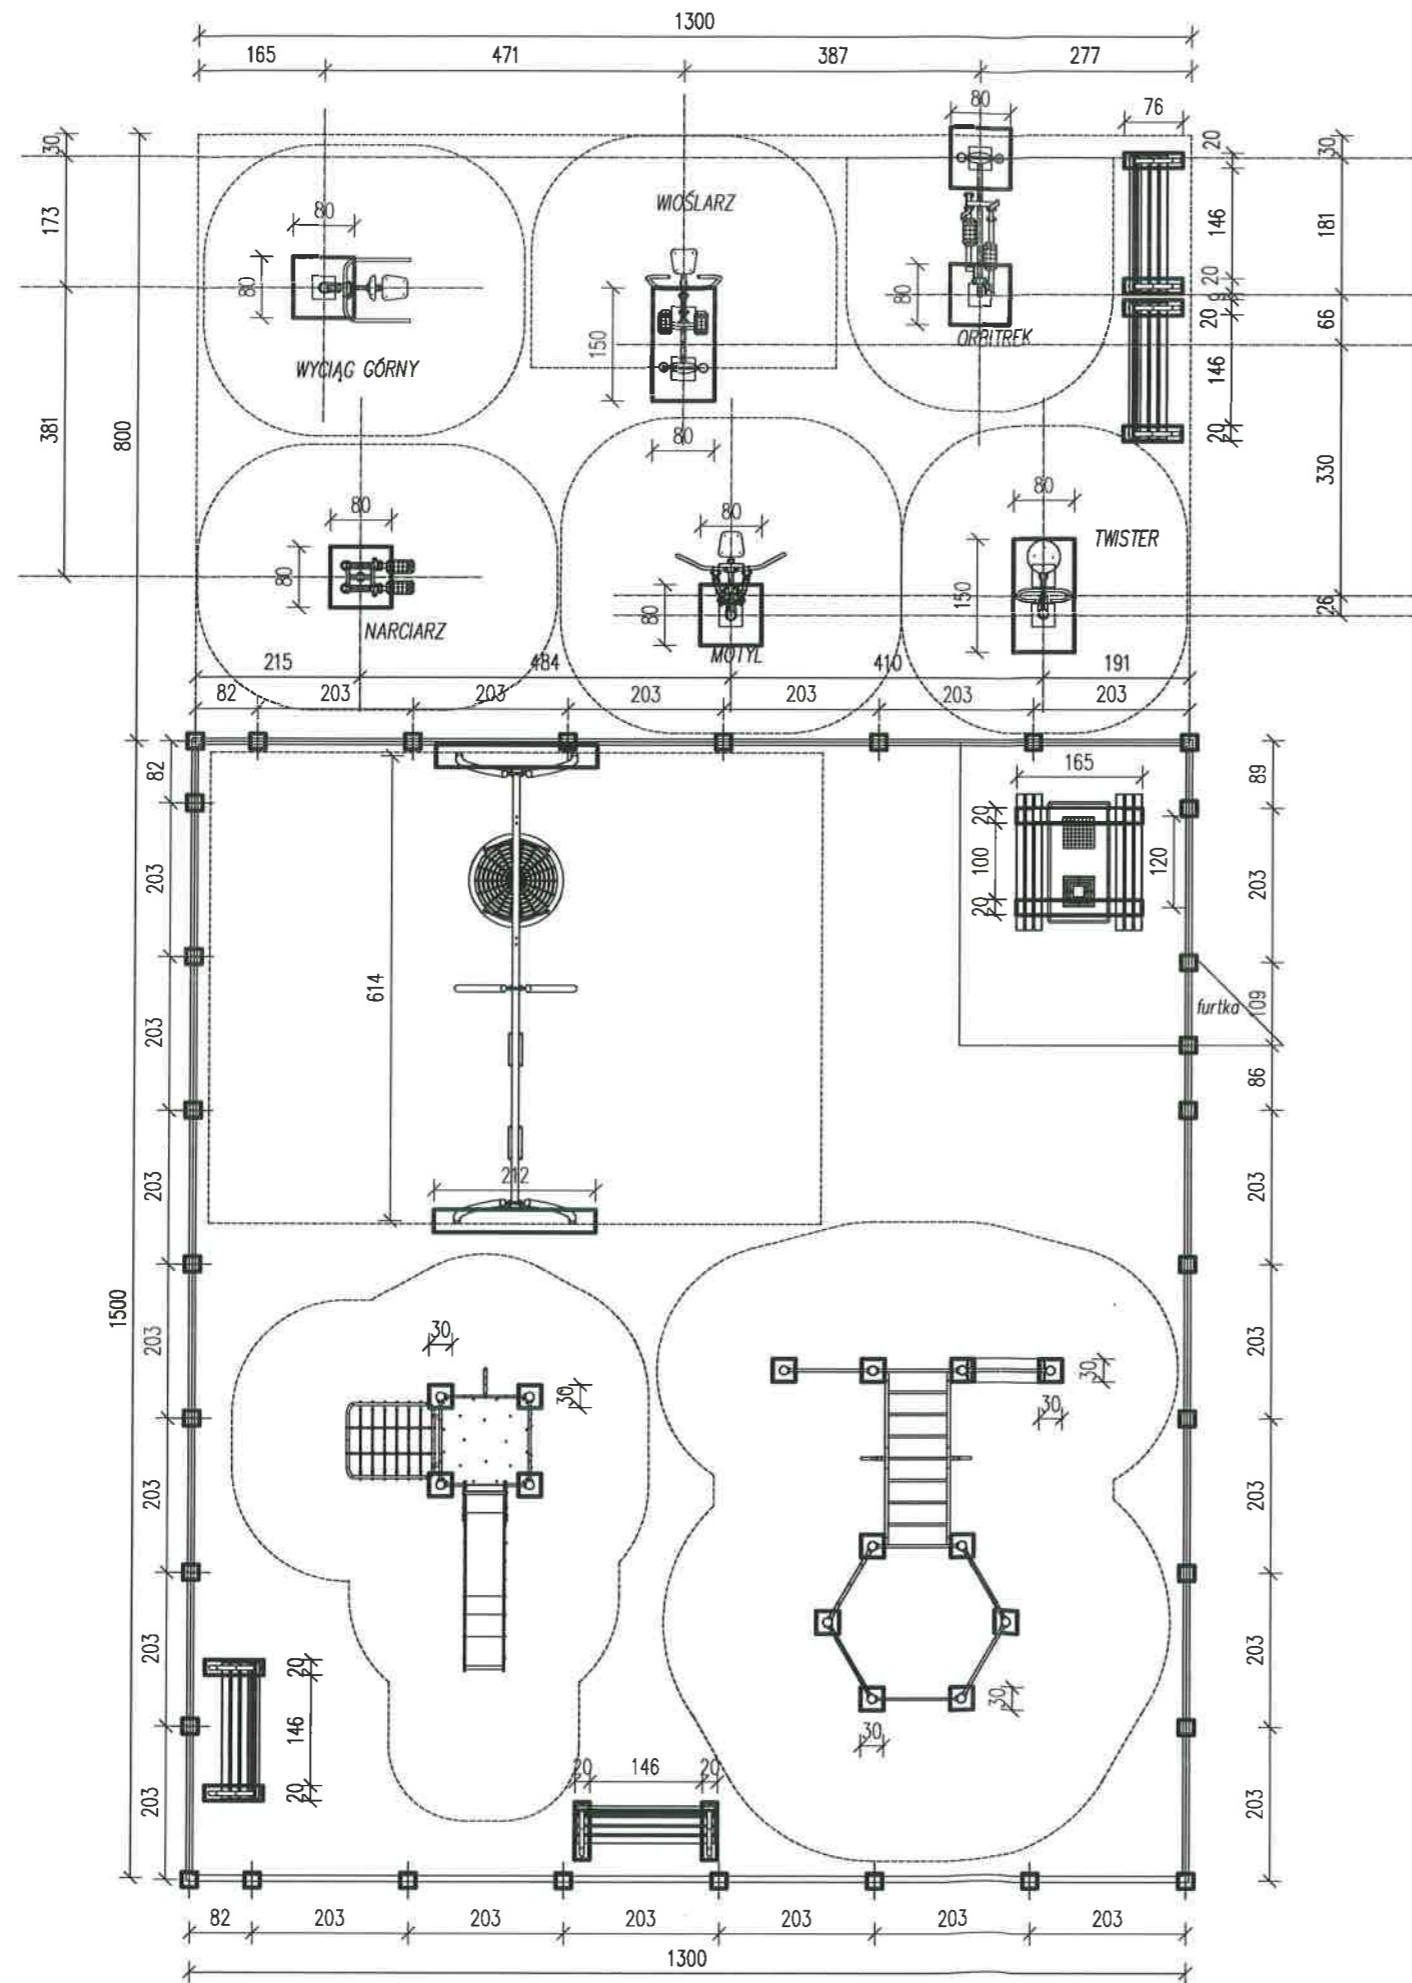 1300
165 471 387 277
80 76
30 20 30
WIOŚLARZ
173 80 146 181
80 80 20
9
ORBITREK 20 66
150
WYCIĄG GÓRNY 146
381 800 20
80 330
80 80 80
TWISTER
80 150
80 26
NARCIARZ
MOTYL
215 484 410 191
82 203 203 203 203 203 203
82 165 89
20
203 100 120 203
20
614 furtka 109
203
86
203 212 203
1500
203 30 203
30 30
30
203 203
203 20 30 203
146 30
20 146 20
203 20 203
82 203 203 203 203 203 203
1300